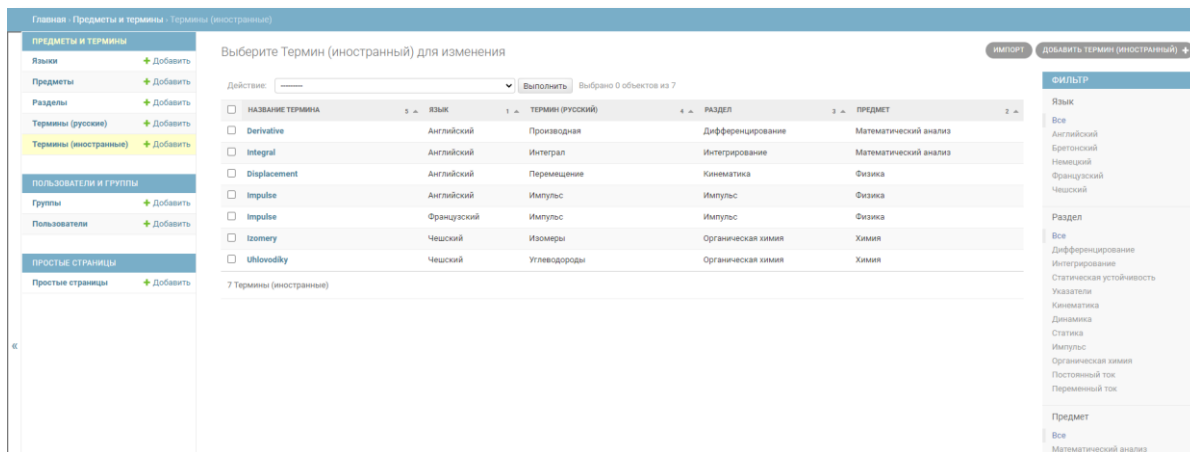 Главная › Предметы и термины › Термины (иностранные)
ПРЕДМЕТЫ И ТЕРМИНЫ
Языки + Добавить
Предметы + Добавить
Разделы + Добавить
Термины (русские) + Добавить
Термины (иностранные) + Добавить
ПОЛЬЗОВАТЕЛИ И ГРУППЫ
Группы + Добавить
Пользователи + Добавить
ПРОСТЫЕ СТРАНИЦЫ
Простые страницы + Добавить
«
Выберите Термин (иностранный) для изменения
ИМПОРТ
ДОБАВИТЬ ТЕРМИН (ИНОСТРАННЫЙ) +
Действие: --------- Выполнить Выбрано 0 объектов из 7
НАЗВАНИЕ ТЕРМИНА 5 ЯЗЫК 1 ТЕРМИН (РУССКИЙ) 4 РАЗДЕЛ 3 ПРЕДМЕТ 2
Derivative Английский Производная Дифференцирование Математический анализ
Integral Английский Интеграл Интегрирование Математический анализ
Displacement Английский Перемещение Кинематика Физика
Impulse Английский Импульс Импульс Физика
Impulse Французский Импульс Импульс Физика
Izomery Чешский Изомеры Органическая химия Химия
Uhlovodíky Чешский Углеводороды Органическая химия Химия
7 Термины (иностранные)
ФИЛЬТР
Язык
Все
Английский
Бретонский
Немецкий
Французский
Чешский
Раздел
Все
Дифференцирование
Интегрирование
Статическая устойчивость
Указатели
Кинематика
Динамика
Статика
Импульс
Органическая химия
Постоянный ток
Переменный ток
Предмет
Все
Математический анализ